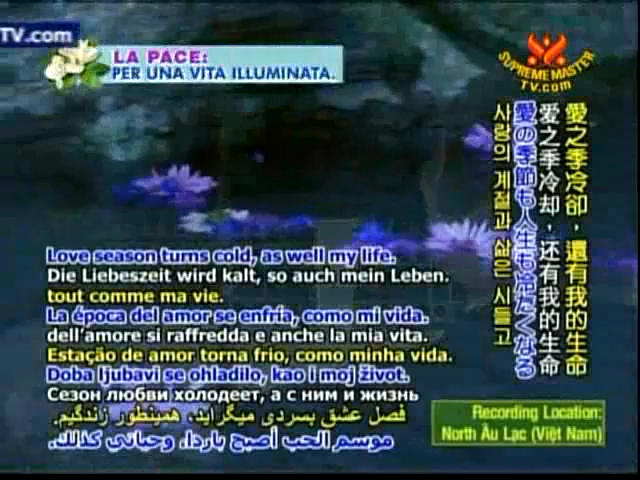 TV.com
LA PACE:
PER UNA VITA ILLUMINATA.
SUPREME MASTER
TV.com
愛之季冷卻，還有我的生命
爱之季冷却，还有我的生命
愛の季節も人生も冷たくなる
사랑의 계절과 삶은 시들고
Love season turns cold, as well my life.
Die Liebeszeit wird kalt, so auch mein Leben.
tout comme ma vie.
La época del amor se enfría, como mi vida.
dell'amore si raffredda e anche la mia vita.
Estação de amor torna frio, como minha vida.
Doba ljubavi se ohladilo, kao i moj život.
Сезон любви холодеет, а с ним и жизнь
فصل عشق بسردی میگراید، همینطور زندگیم.
موسم الحب أصبح باردا، وحياتي كذلك.
Recording Location:
North Âu Lạc (Việt Nam)